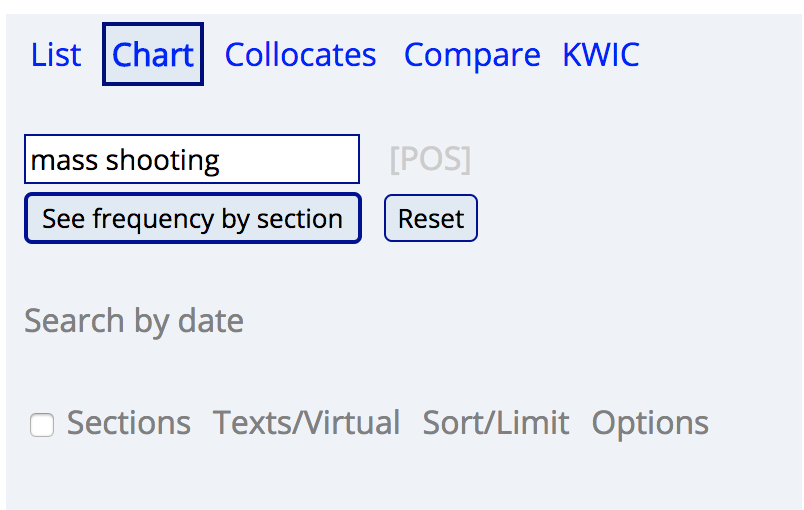 List Chart Collocates Compare KWIC
mass shooting [POS]
See frequency by section Reset
Search by date
Sections Texts/Virtual Sort/Limit Options